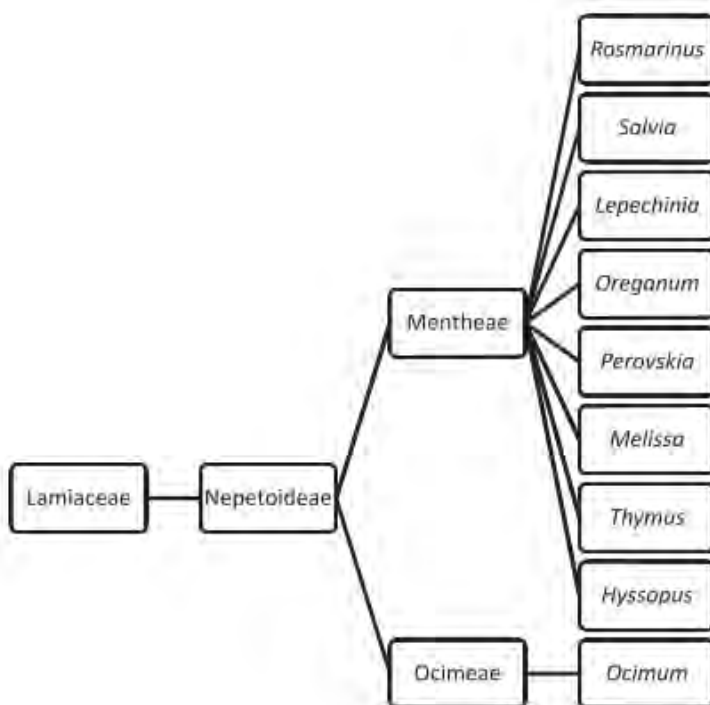 Rosmarinus
Salvia
Lepechinia
Oreganum
Mentheae
Perovskia
Melissa
Lamiaceae
Nepetoideae
Thymus
Hyssopus
Ocimeae
Ocimum